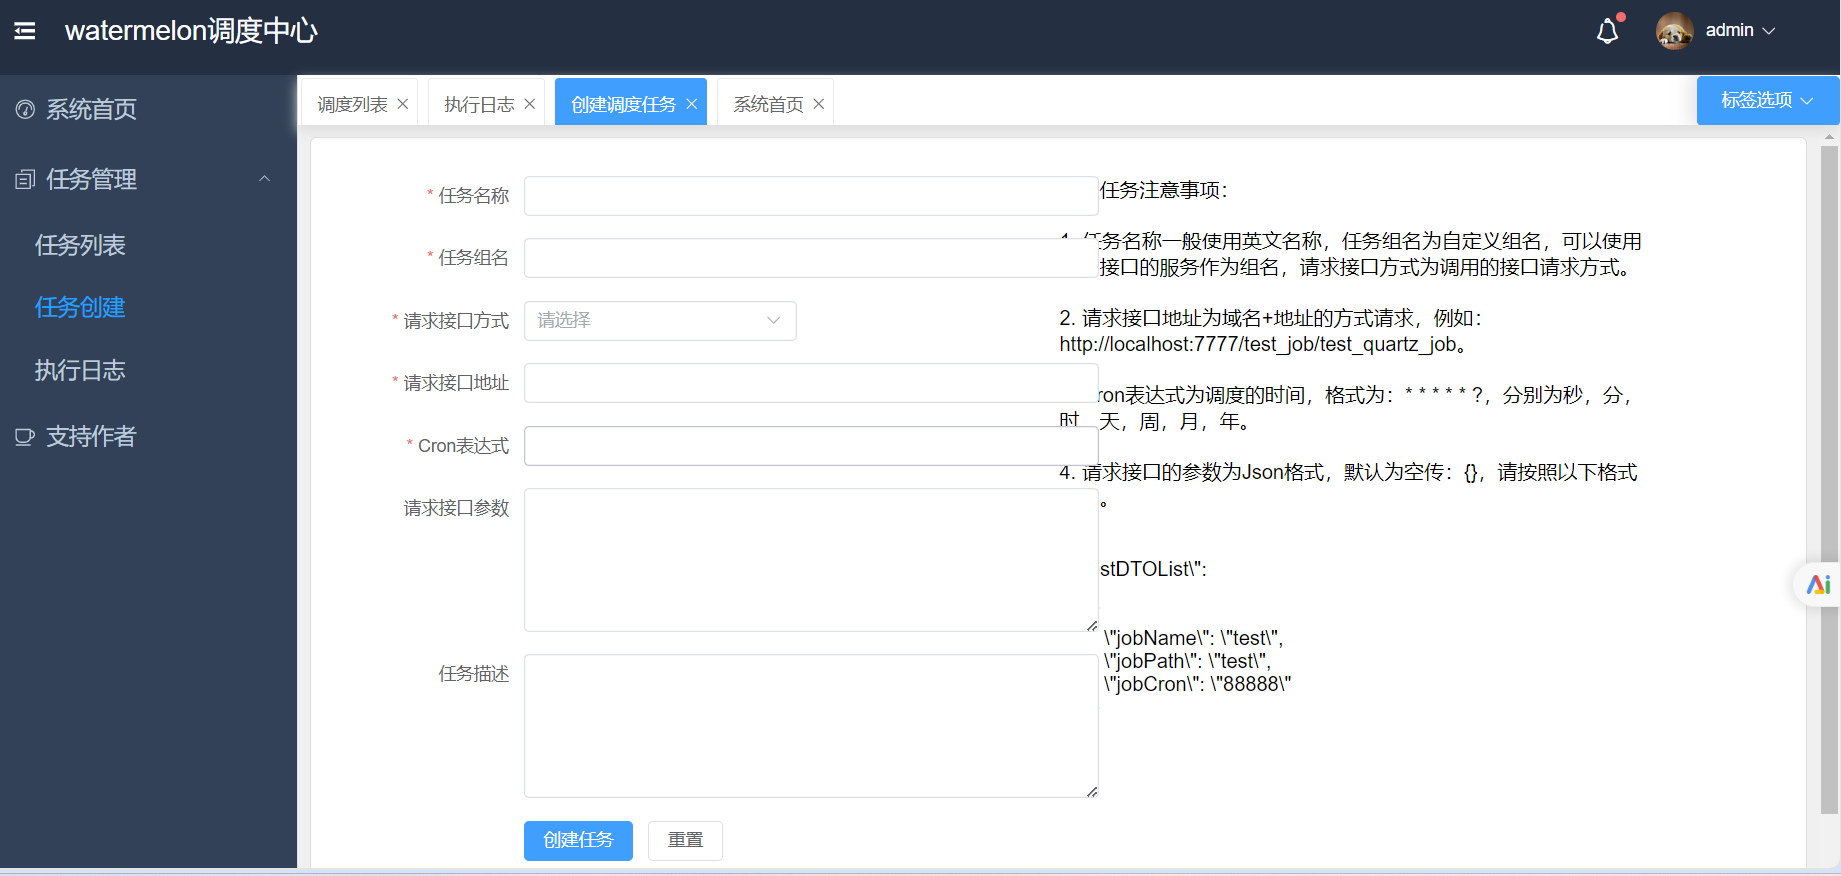 watermelon调度中心
admin
系统首页
任务管理
任务列表
任务创建
执行日志
支持作者
调度列表
执行日志
创建调度任务
系统首页
标签选项
* 任务名称
* 任务组名
* 请求接口方式
请选择
* 请求接口地址
* Cron表达式
请求接口参数
任务描述
创建任务
重置
任务注意事项：
任务名称一般使用英文名称，任务组名为自定义组名，可以使用
接口的服务作为组名，请求接口方式为调用的接口请求方式。
2. 请求接口地址为域名+地址的方式请求，例如：
http://localhost:7777/test_job/test_quartz_job。
ron表达式为调度的时间，格式为：* * * * * ?，分别为秒，分，
时 天，周，月，年。
4. 请求接口的参数为Json格式，默认为空传：{}，请按照以下格式
。
stDTOList\":
\"jobName\": \"test\",
\"jobPath\": \"test\",
\"jobCron\": \"88888\"
Ai